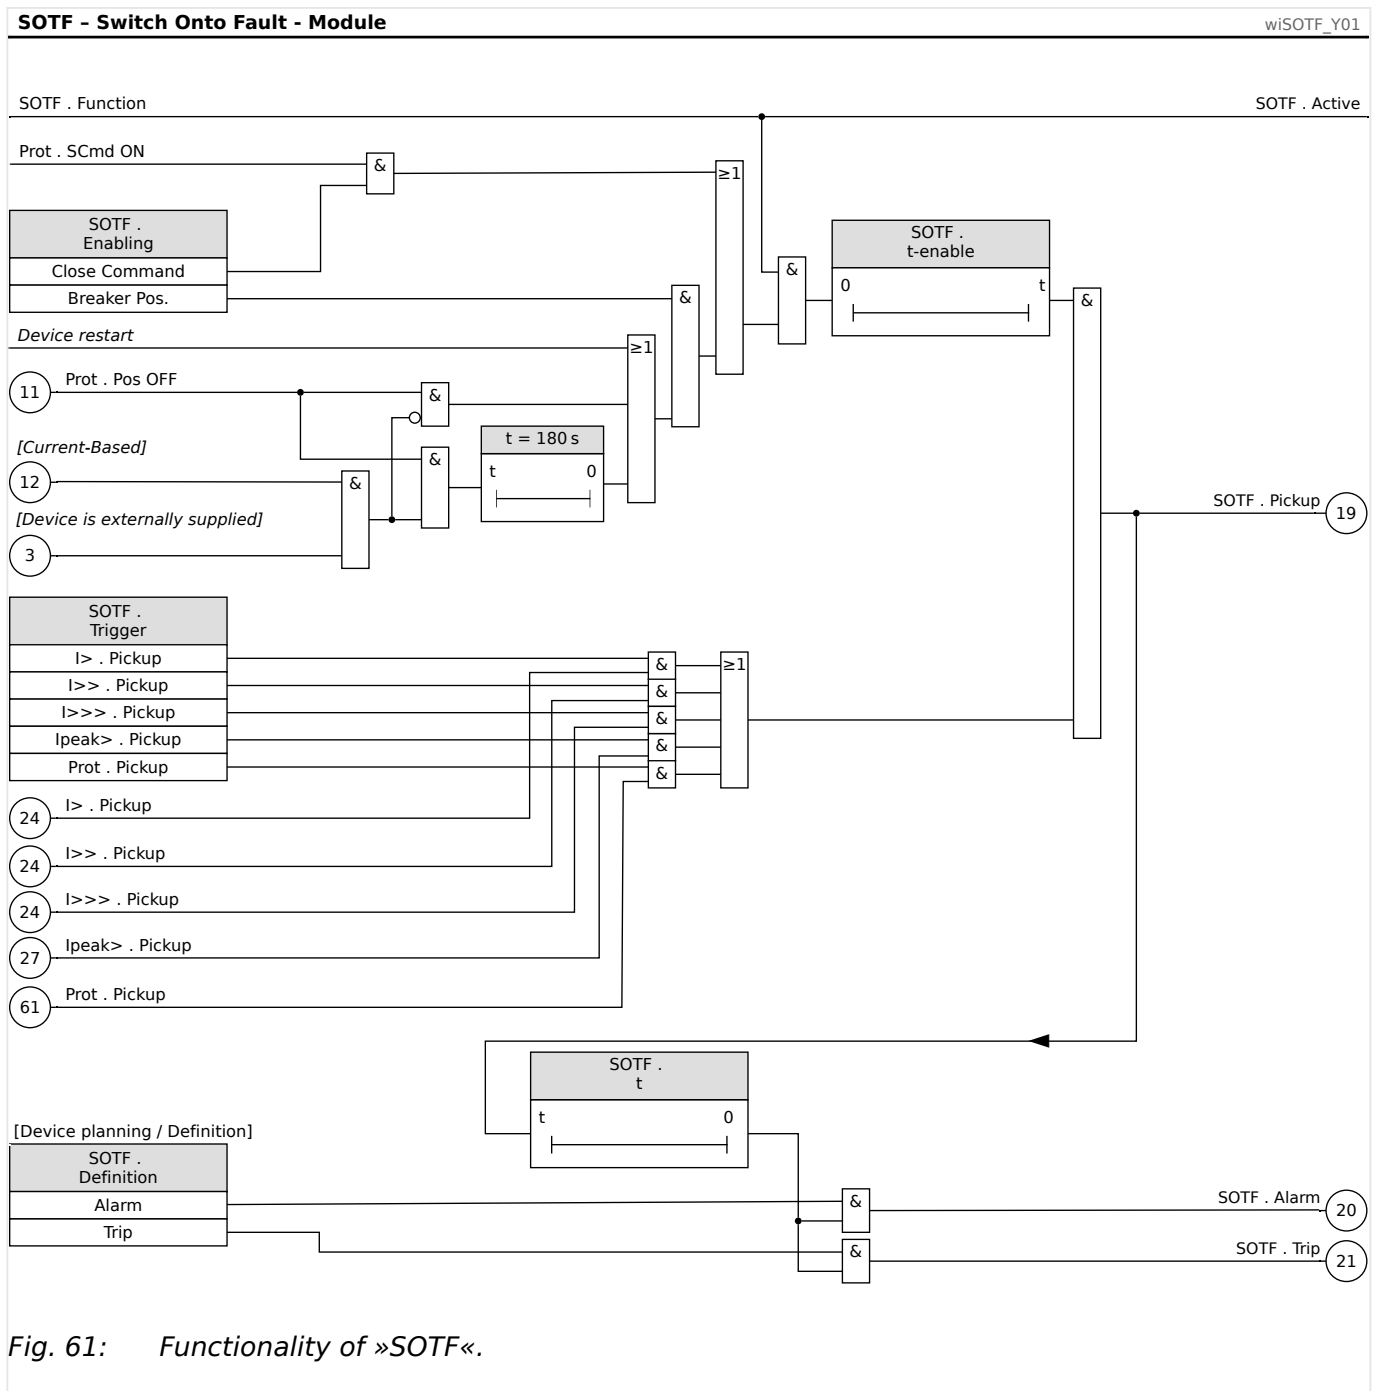 SOTF – Switch Onto Fault - Module
wiSOTF_Y01
SOTF . Function
SOTF . Active
Prot . SCmd ON
&
≥1
SOTF .
Enabling
Close Command
Breaker Pos.
SOTF .
t-enable
0
t
&
&
&
Device restart
≥1
11
Prot . Pos OFF
&
[Current-Based]
12
&
&
t = 180 s
t
0
[Device is externally supplied]
3
SOTF . Pickup
19
SOTF .
Trigger
I> . Pickup
I>> . Pickup
I>>> . Pickup
Ipeak> . Pickup
Prot . Pickup
&
&
&
&
&
≥1
24
I> . Pickup
24
I>> . Pickup
24
I>>> . Pickup
27
Ipeak> . Pickup
61
Prot . Pickup
SOTF .
t
t
0
[Device planning / Definition]
SOTF .
Definition
Alarm
Trip
&
&
SOTF . Alarm
20
SOTF . Trip
21
Fig. 61: Functionality of »SOTF«.